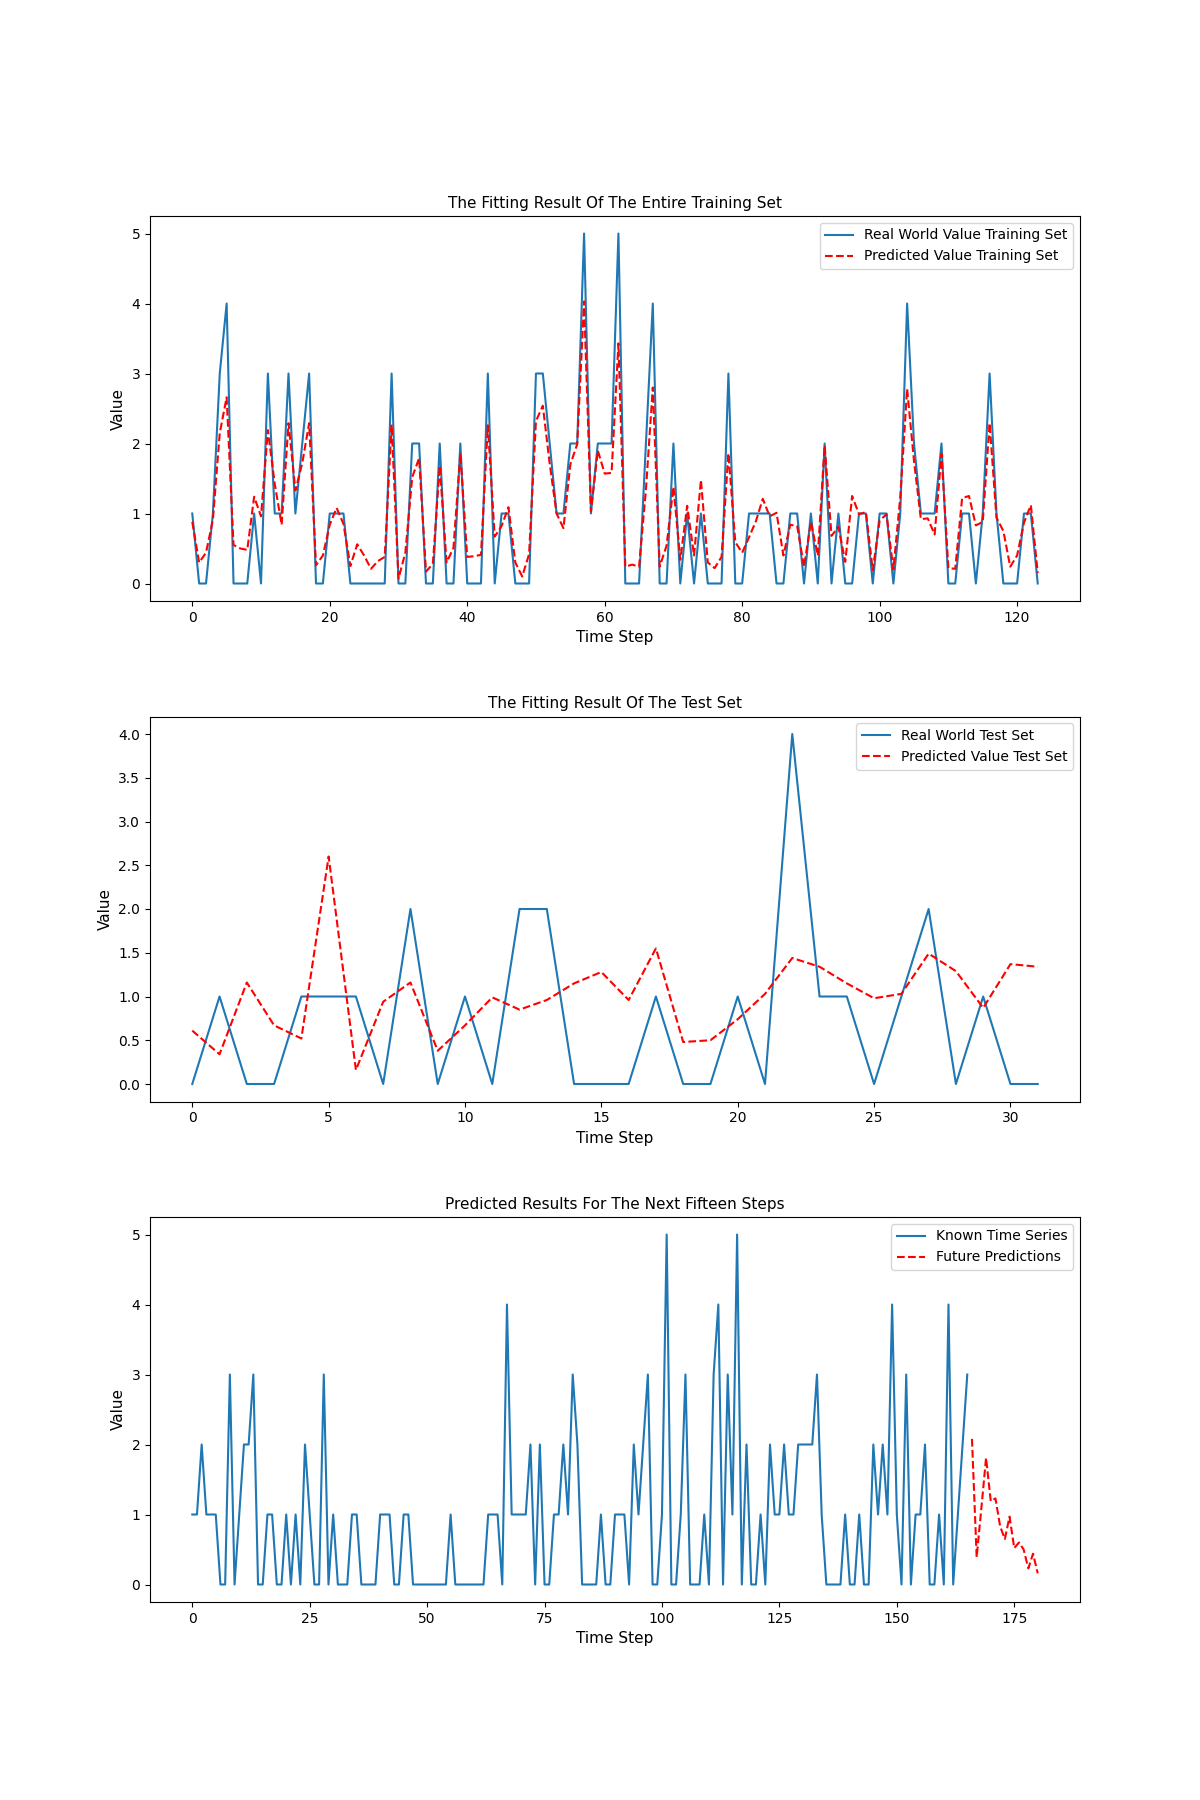 The Fitting Result Of The Entire Training Set
Real World Value Training Set
Predicted Value Training Set
5
4
3
2
1
0
Value
0 20 40 60 80 100 120
Time Step
The Fitting Result Of The Test Set
Real World Test Set
Predicted Value Test Set
4.0
3.5
3.0
2.5
2.0
1.5
1.0
0.5
0.0
Value
0 5 10 15 20 25 30
Time Step
Predicted Results For The Next Fifteen Steps
Known Time Series
Future Predictions
5
4
3
2
1
0
Value
0 25 50 75 100 125 150 175
Time Step